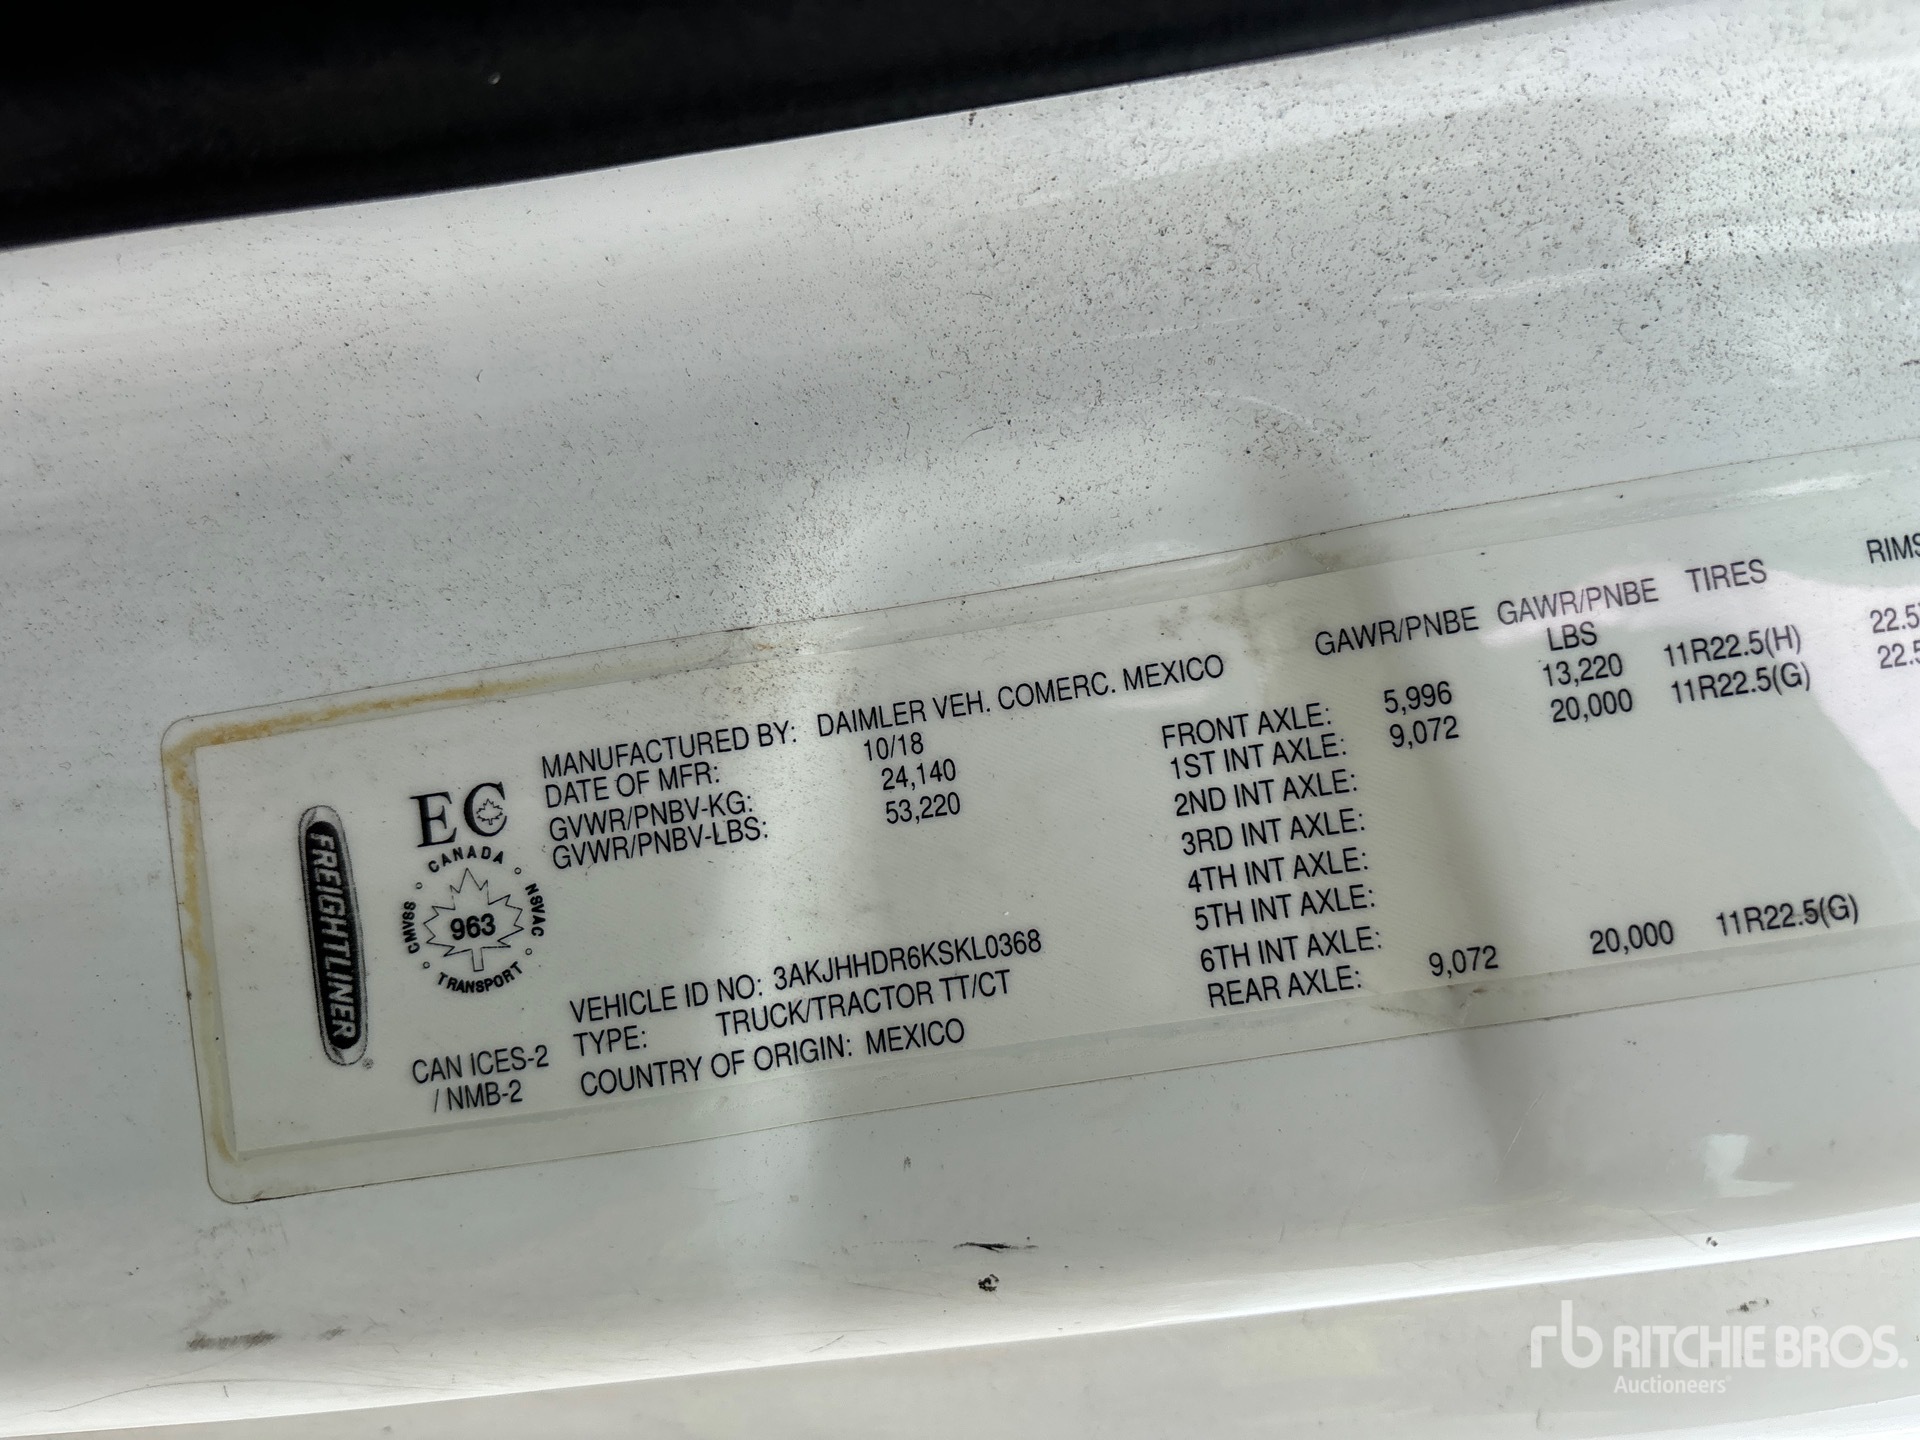 FREIGHTLINER
EC
CANADA
CMVSS
963
NSVAC
TRANSPORT
CAN ICES-2
/ NMB-2
MANUFACTURED BY: DAIMLER VEH. COMERC. MEXICO
DATE OF MFR: 10/18
GVWR/PNBV-KG: 24,140
GVWR/PNBV-LBS: 53,220
VEHICLE ID NO: 3AKJHHDR6KSKL0368
TYPE: TRUCK/TRACTOR TT/CT
COUNTRY OF ORIGIN: MEXICO
GAWR/PNBE GAWR/PNBE TIRES RIMS
LBS
FRONT AXLE: 5,996 13,220 11R22.5(H) 22.5
1ST INT AXLE: 9,072 20,000 11R22.5(G) 22.5
2ND INT AXLE:
3RD INT AXLE:
4TH INT AXLE:
5TH INT AXLE:
6TH INT AXLE:
REAR AXLE: 9,072 20,000 11R22.5(G)
rb RITCHIE BROS.
Auctioneers